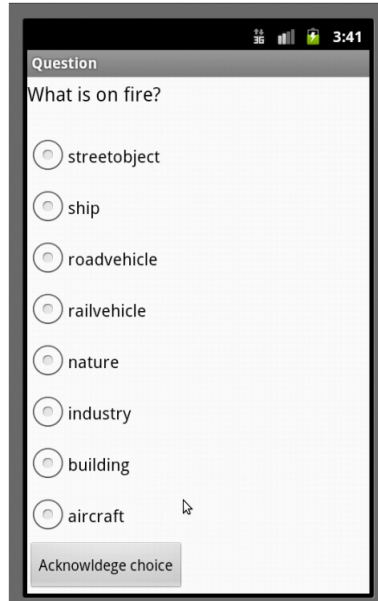 3G 3:41
Question
What is on fire?
streetobject
ship
roadvehicle
railvehicle
nature
industry
building
aircraft
Acknowldege choice